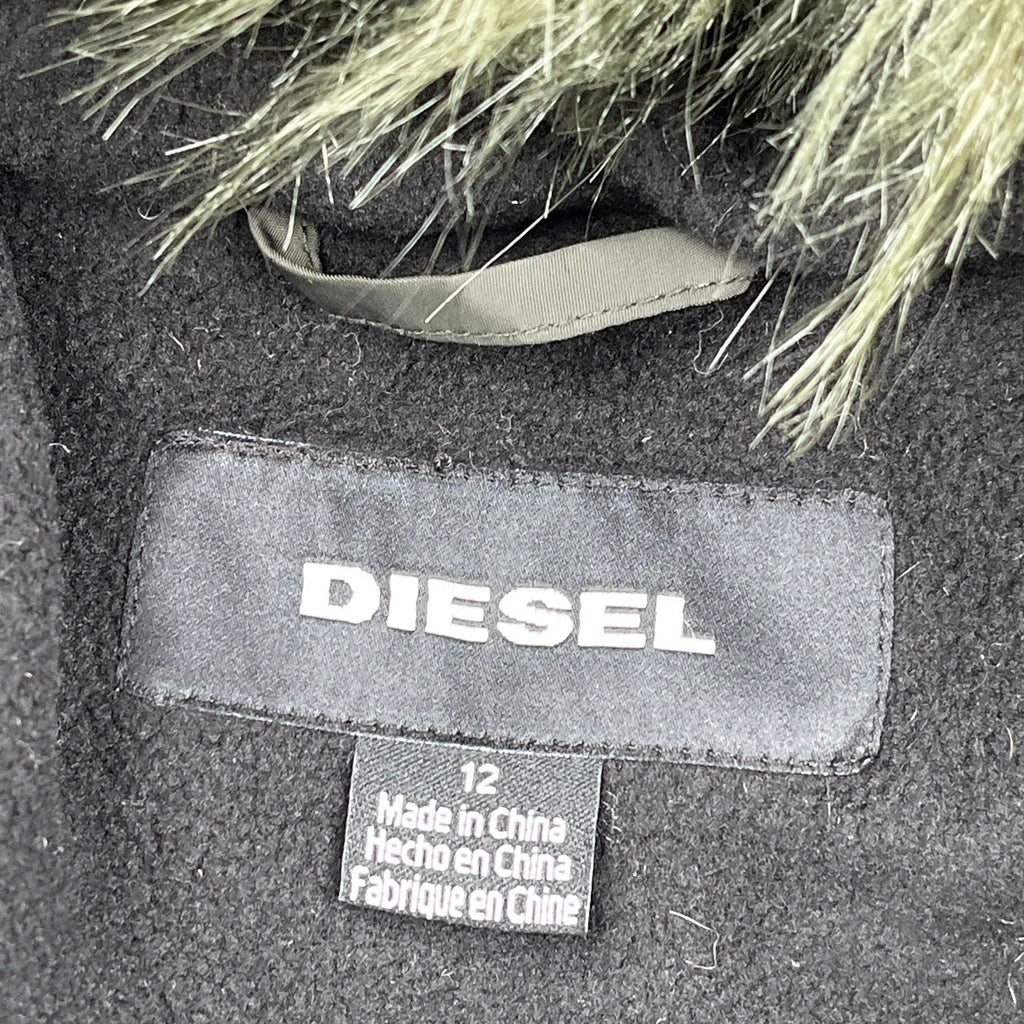 DIESEL
12
Made in China
Hecho en China
Fabrique en Chine